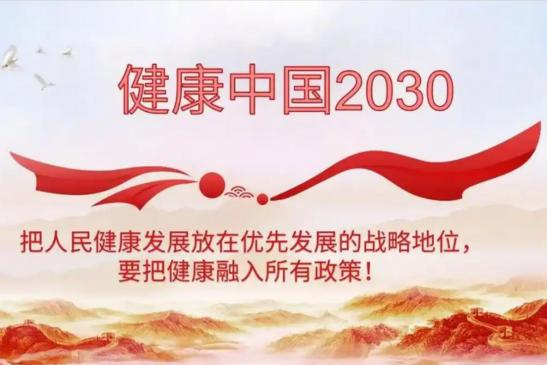 健康中国2030
把人民健康发展放在优先发展的战略地位，
要把健康融入所有政策！